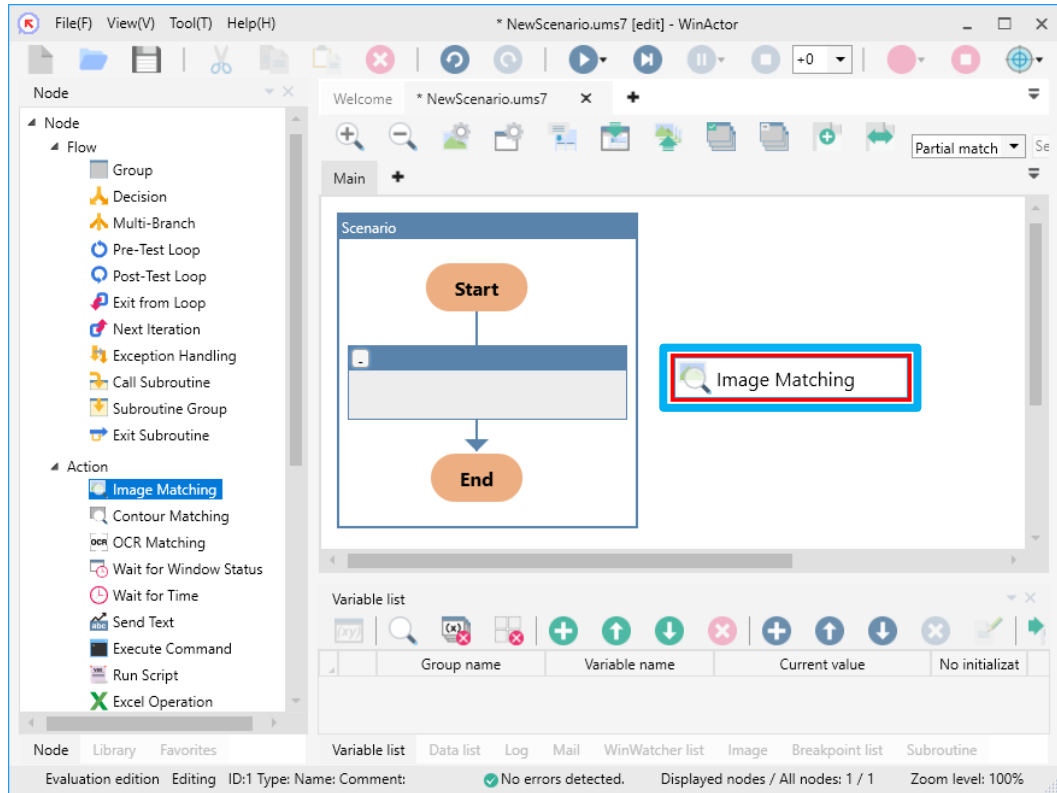 File(F) View(V) Tool(T) Help(H)
* NewScenario.ums7 [edit] - WinActor
+0
Node
Welcome * NewScenario.ums7
Node
Flow
Group
Decision
Multi-Branch
Pre-Test Loop
Post-Test Loop
Exit from Loop
Next Iteration
Exception Handling
Call Subroutine
Subroutine Group
Exit Subroutine
Action
Image Matching
Contour Matching
OCR OCR Matching
Wait for Window Status
Wait for Time
abc Send Text
Execute Command
Run Script
Excel Operation
Node Library Favorites
Partial match Se
Main
Scenario
Start
End
Image Matching
Variable list
(xy) (x)
Group name Variable name Current value No initializat
Variable list Data list Log Mail WinWatcher list Image Breakpoint list Subroutine
Evaluation edition Editing ID:1 Type: Name: Comment: No errors detected. Displayed nodes / All nodes: 1 / 1 Zoom level: 100%